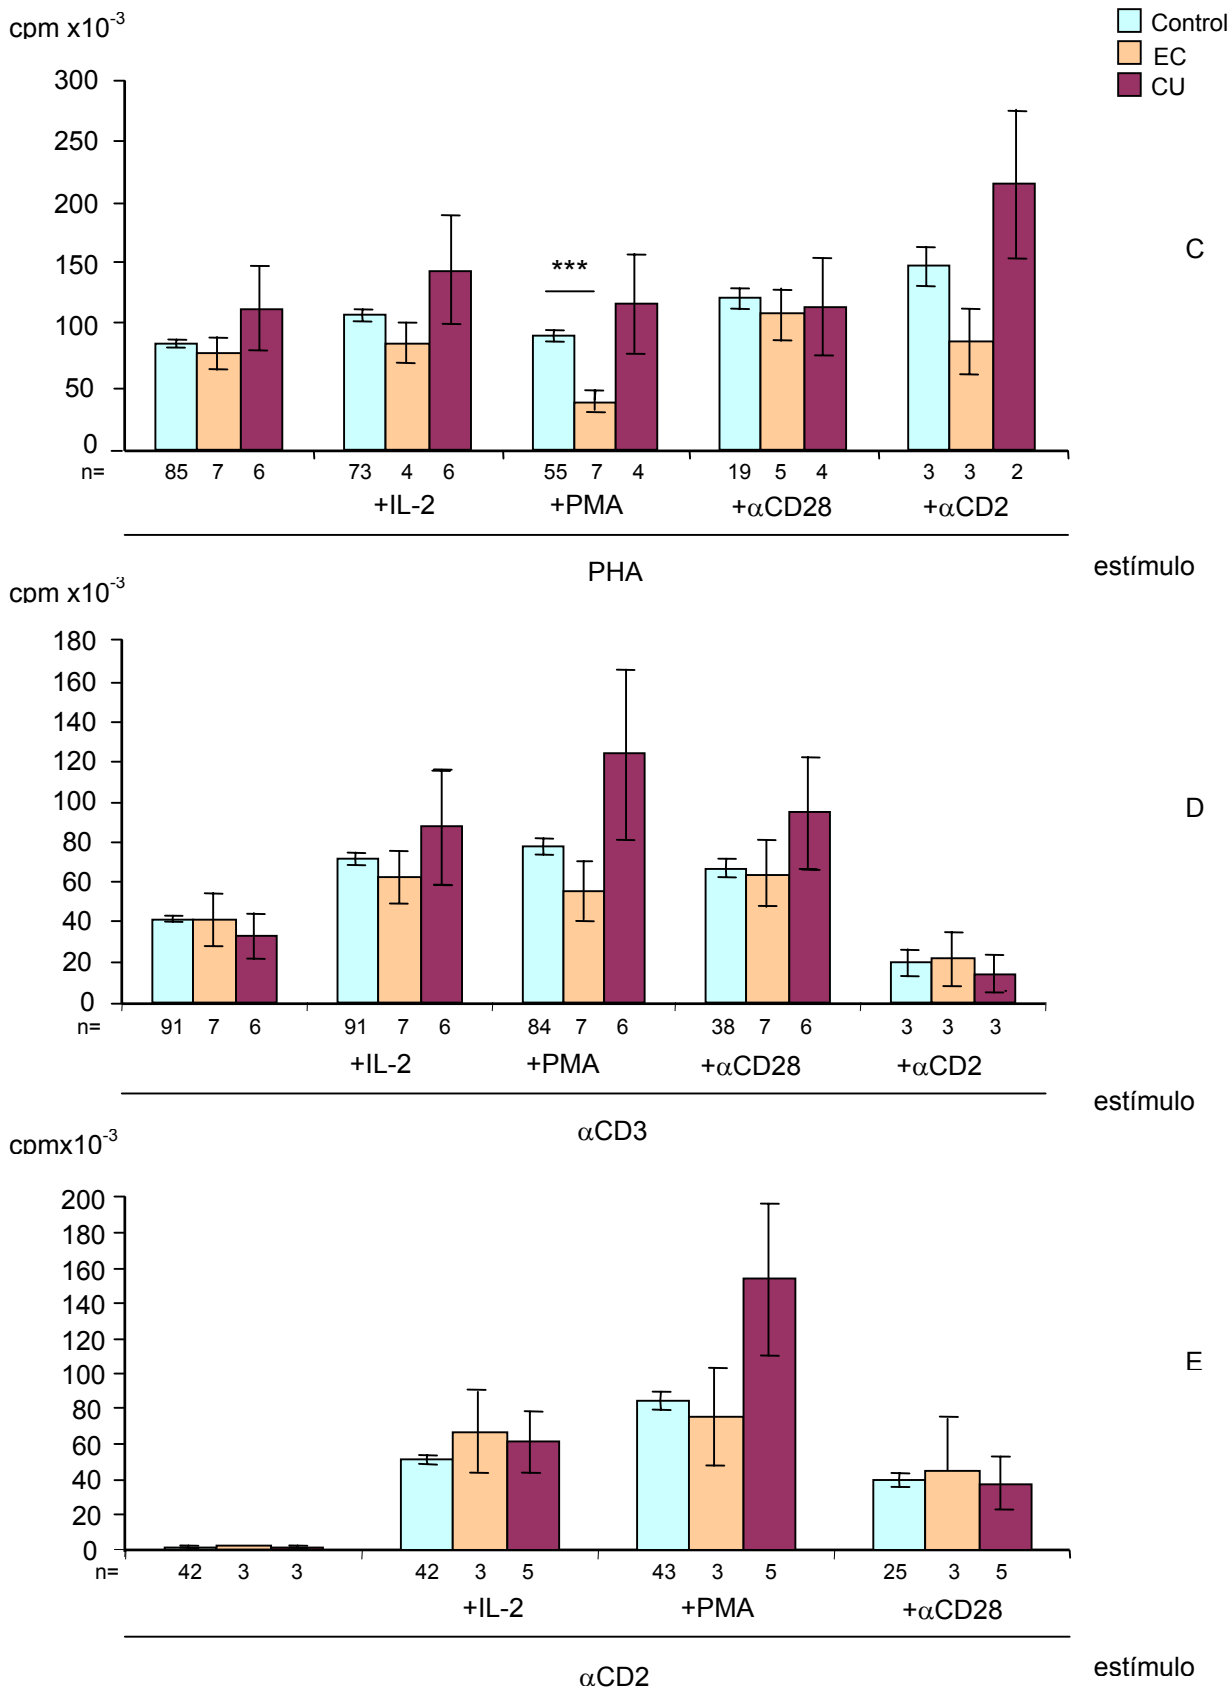 cpm x10-3
Control
EC
CU
300
250
200
150
100
50
0
C
***
n= 85 7 6 73 4 6 55 7 4 19 5 4 3 3 2
+IL-2 +PMA +αCD28 +αCD2
PHA
estímulo
cpm x10-3
180
160
140
120
100
80
60
40
20
0
D
n= 91 7 6 91 7 6 84 7 6 38 7 6 3 3 3
+IL-2 +PMA +αCD28 +αCD2
αCD3
estímulo
cpmx10-3
200
180
160
140
120
100
80
60
40
20
0
E
n= 42 3 3 42 3 5 43 3 5 25 3 5
+IL-2 +PMA +αCD28
αCD2
estímulo